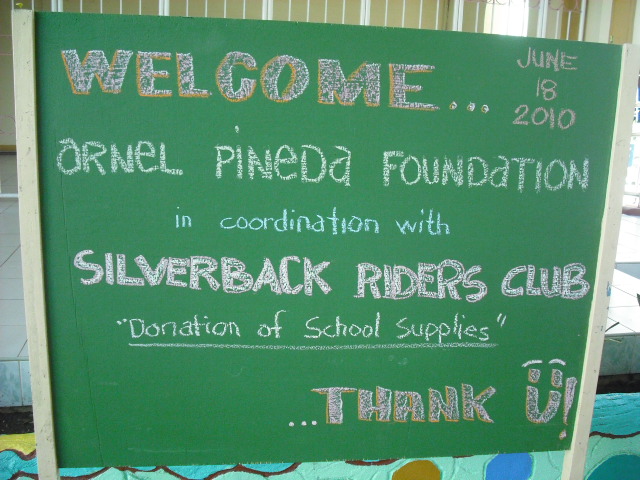 WELCOME...
JUNE
18
2010
ARNEL PINEDA FOUNDATION
in coordination with
SILVERBACK RIDERS CLUB
"Donation of School Supplies"
...THANK U!